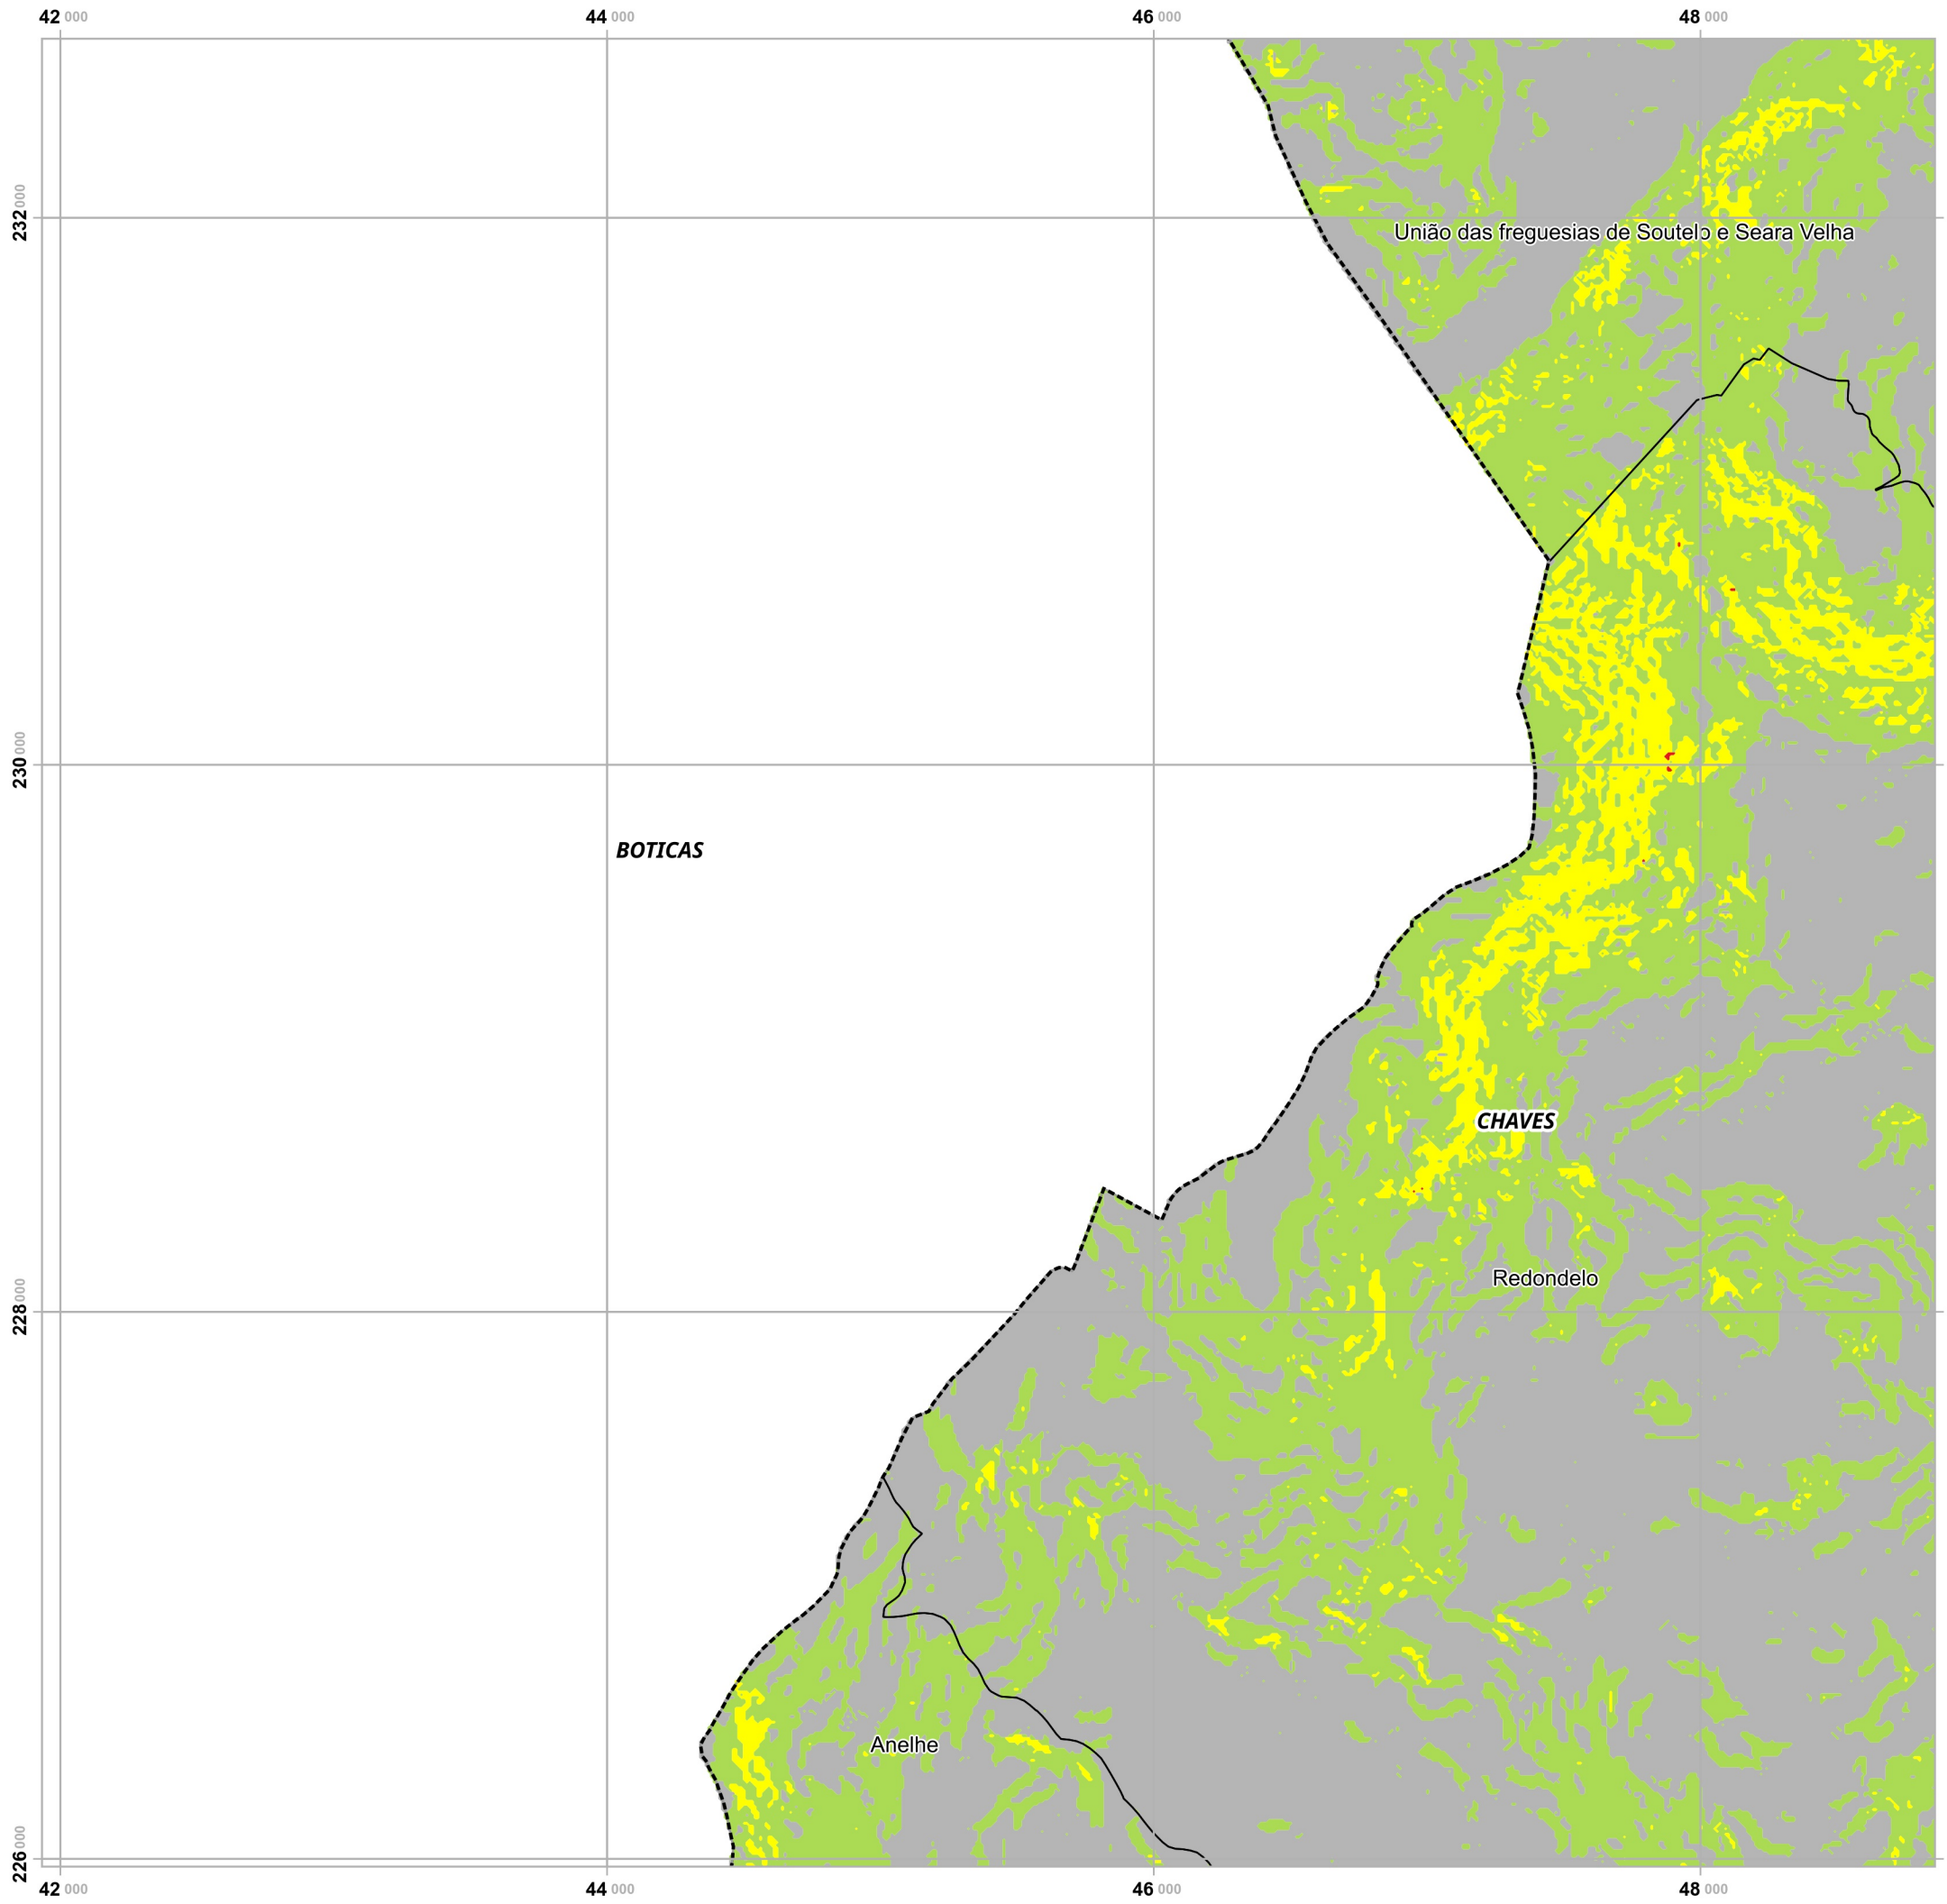 42 000 44 000 46 000 48 000
232 000
União das freguesias de Soutelo e Seara Velha
230 000
BOTICAS
CHAVES
Redondelo
228 000
Anelhe
226 000
42 000 44 000 46 000 48 000